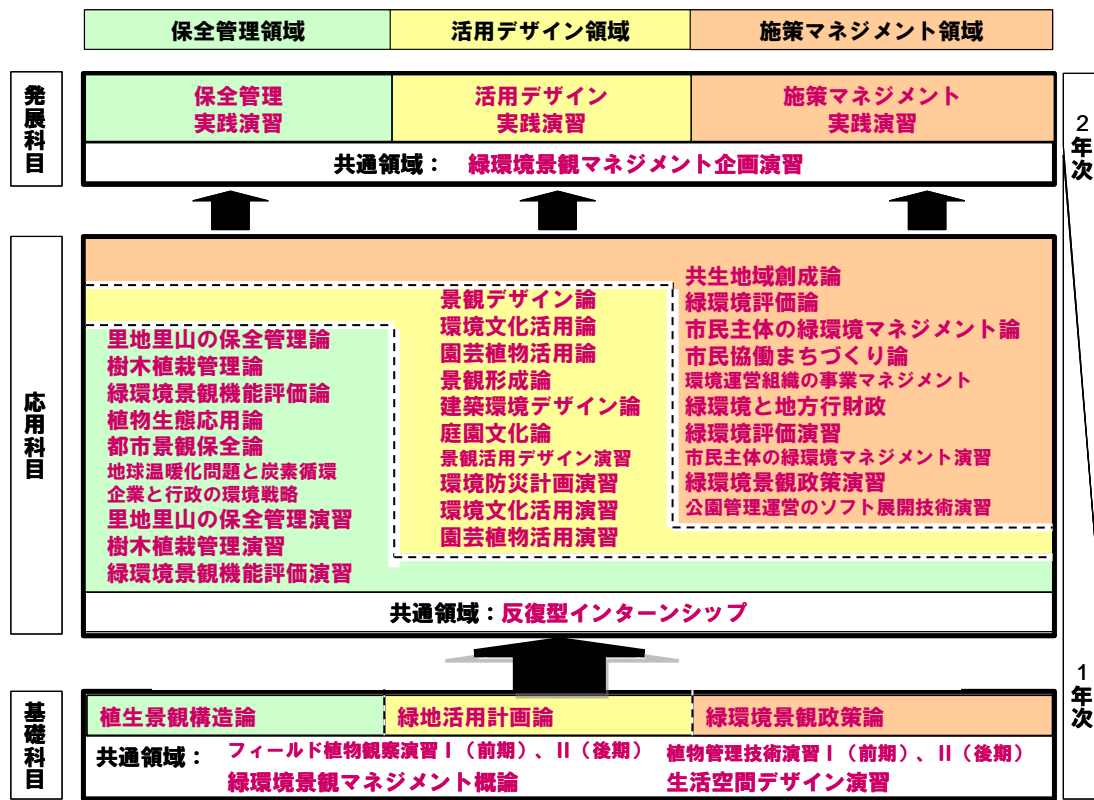 保全管理領域
活用デザイン領域
施策マネジメント領域
発展科目
保全管理
実践演習
活用デザイン
実践演習
施策マネジメント
実践演習
共通領域： 緑環境景観マネジメント企画演習
2年次
応用科目
里地里山の保全管理論
樹木植栽管理論
緑環境景観機能評価論
植物生態応用論
都市景観保全論
地球温暖化問題と炭素循環
企業と行政の環境戦略
里地里山の保全管理演習
樹木植栽管理演習
緑環境景観機能評価演習
景観デザイン論
環境文化活用論
園芸植物活用論
景観形成論
建築環境デザイン論
庭園文化論
景観活用デザイン演習
環境防災計画演習
環境文化活用演習
園芸植物活用演習
共生地域創成論
緑環境評価論
市民主体の緑環境マネジメント論
市民協働まちづくり論
環境運営組織の事業マネジメント
緑環境と地方行財政
緑環境評価演習
市民主体の緑環境マネジメント演習
緑環境景観政策演習
公園管理運営のソフト展開技術演習
共通領域：反復型インターンシップ
1年次
基礎科目
植生景観構造論
緑地活用計画論
緑環境景観政策論
共通領域： フィールド植物観察演習Ⅰ（前期）、Ⅱ（後期） 植物管理技術演習Ⅰ（前期）、Ⅱ（後期）
緑環境景観マネジメント概論 生活空間デザイン演習